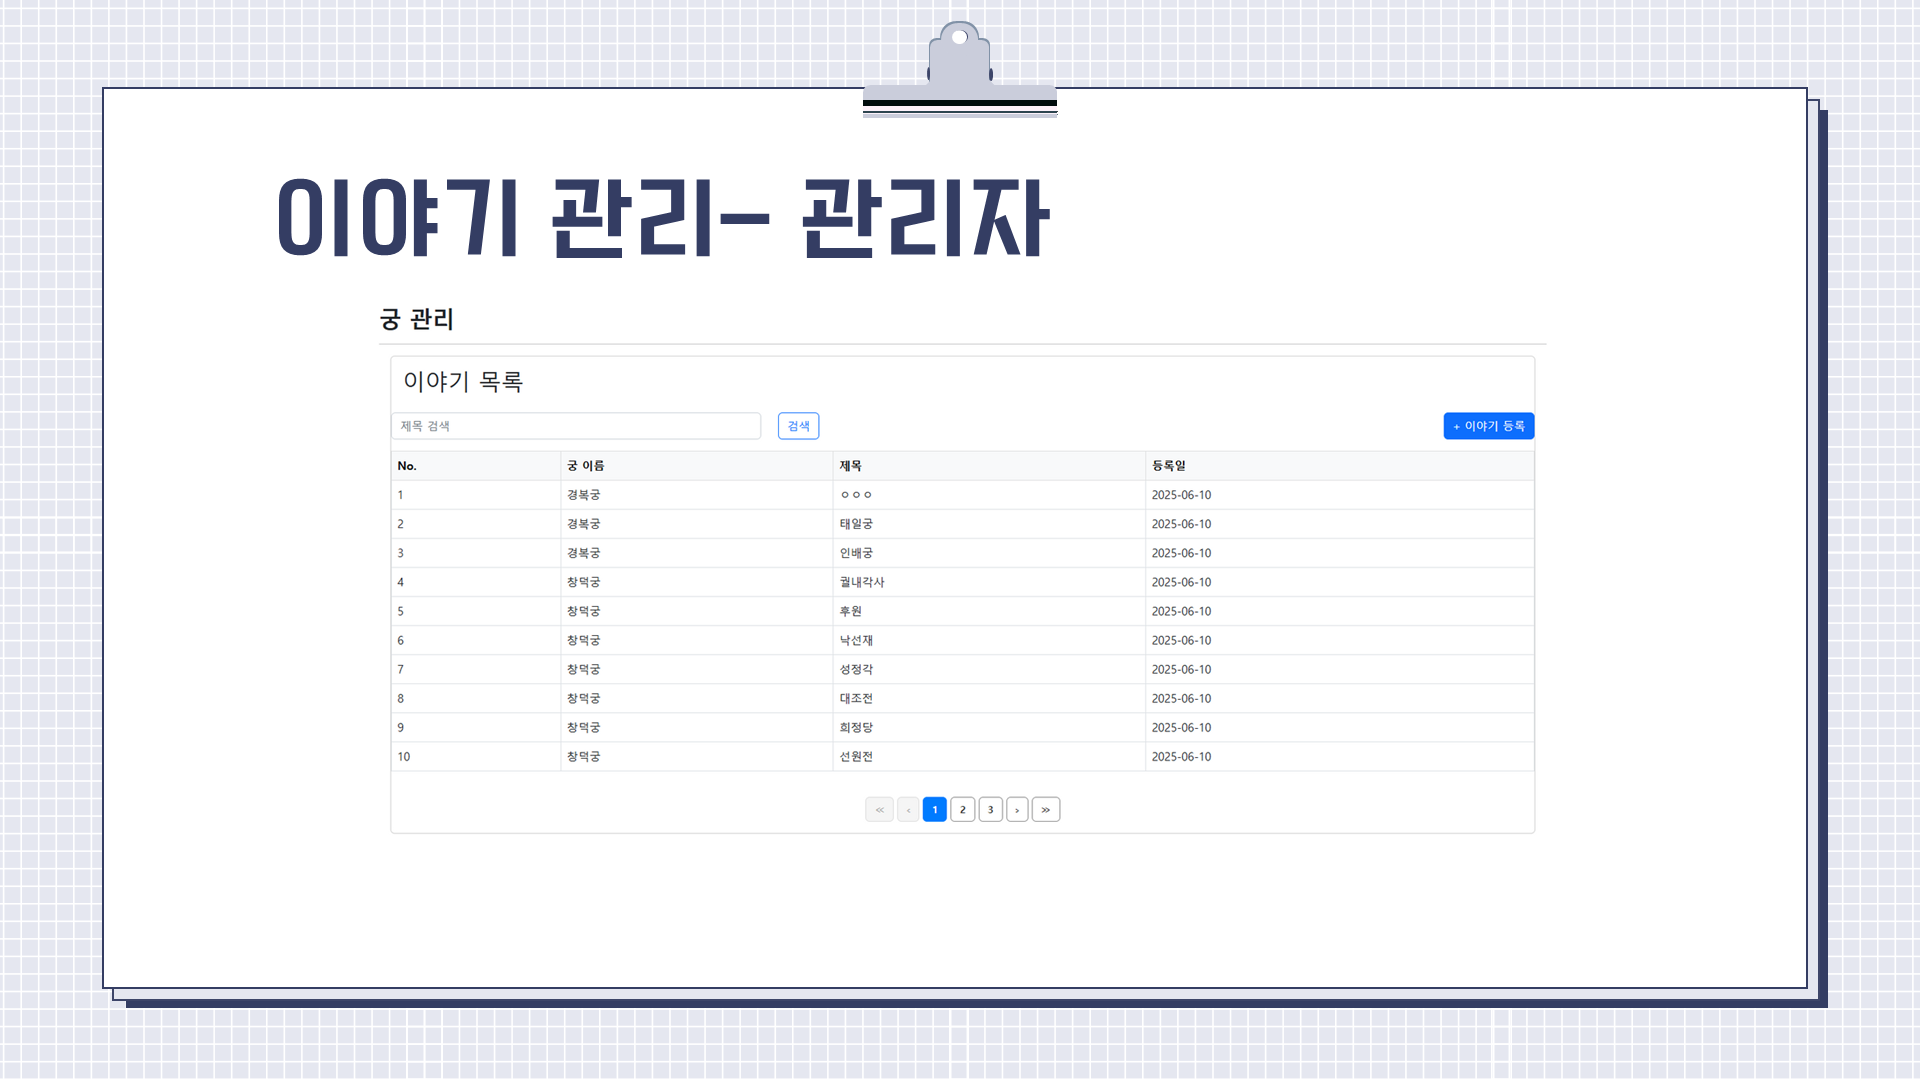 이야기 관리- 관리자
궁 관리
이야기 목록
제목 검색 검색 + 이야기 등록
No. 궁 이름 제목 등록일
1 경복궁 ㅇㅇㅇ 2025-06-10
2 경복궁 태일궁 2025-06-10
3 경복궁 인배궁 2025-06-10
4 창덕궁 궐내각사 2025-06-10
5 창덕궁 후원 2025-06-10
6 창덕궁 낙선재 2025-06-10
7 창덕궁 성정각 2025-06-10
8 창덕궁 대조전 2025-06-10
9 창덕궁 희정당 2025-06-10
10 창덕궁 선원전 2025-06-10
« ‹ 1 2 3 › »